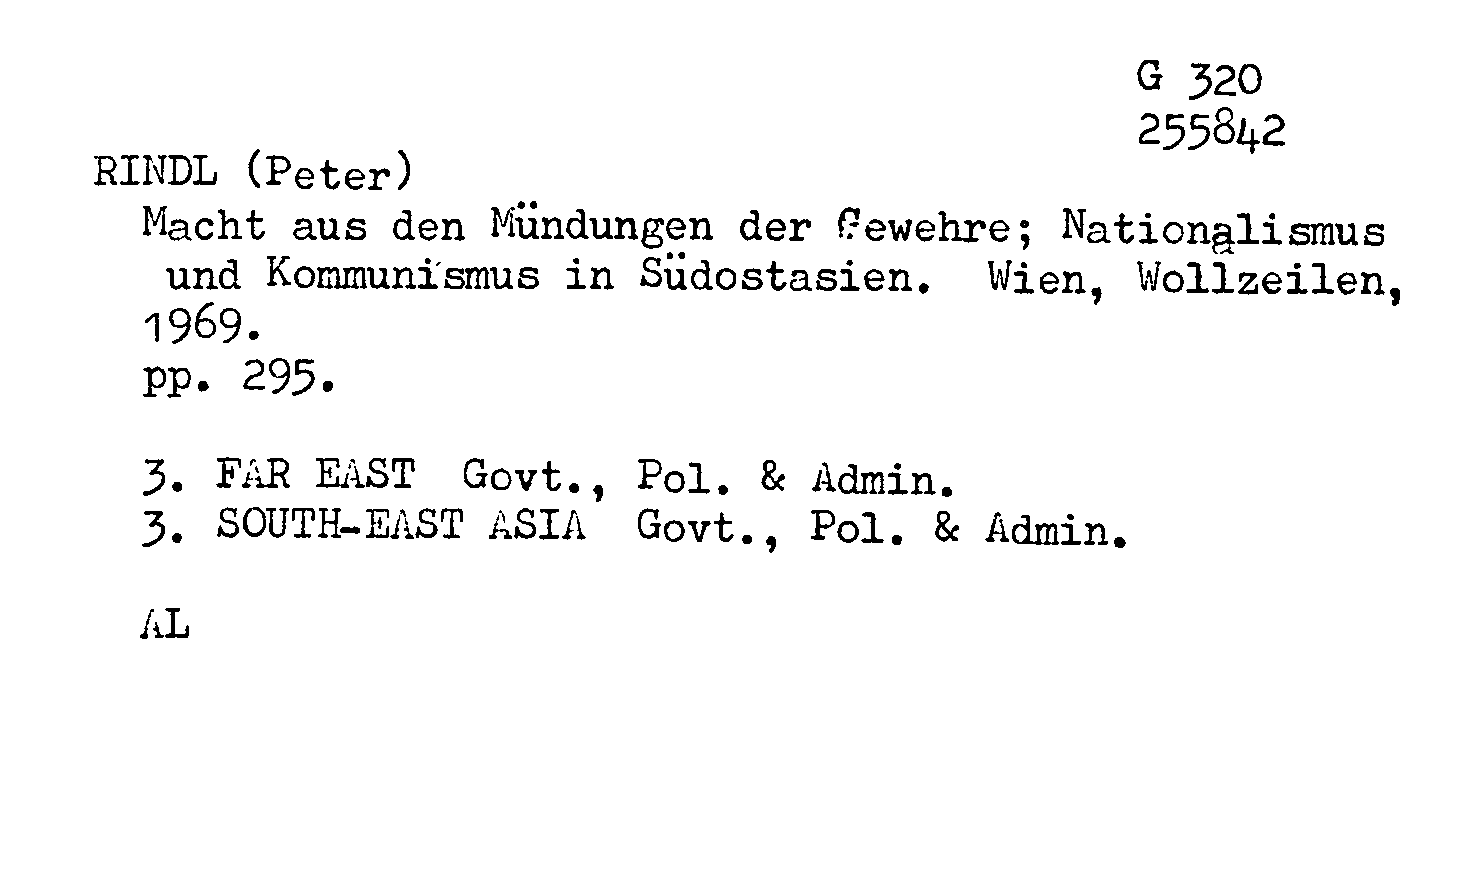 G 320
255842
RINDL (Peter)
Macht aus den Mündungen der Gewehre; Nationalismus
und Kommunismus in Südostasien. Wien, Wollzeilen,
1969.
pp. 295.
3. FAR EAST Govt., Pol. & Admin.
3. SOUTH-EAST ASIA Govt., Pol. & Admin.
AL